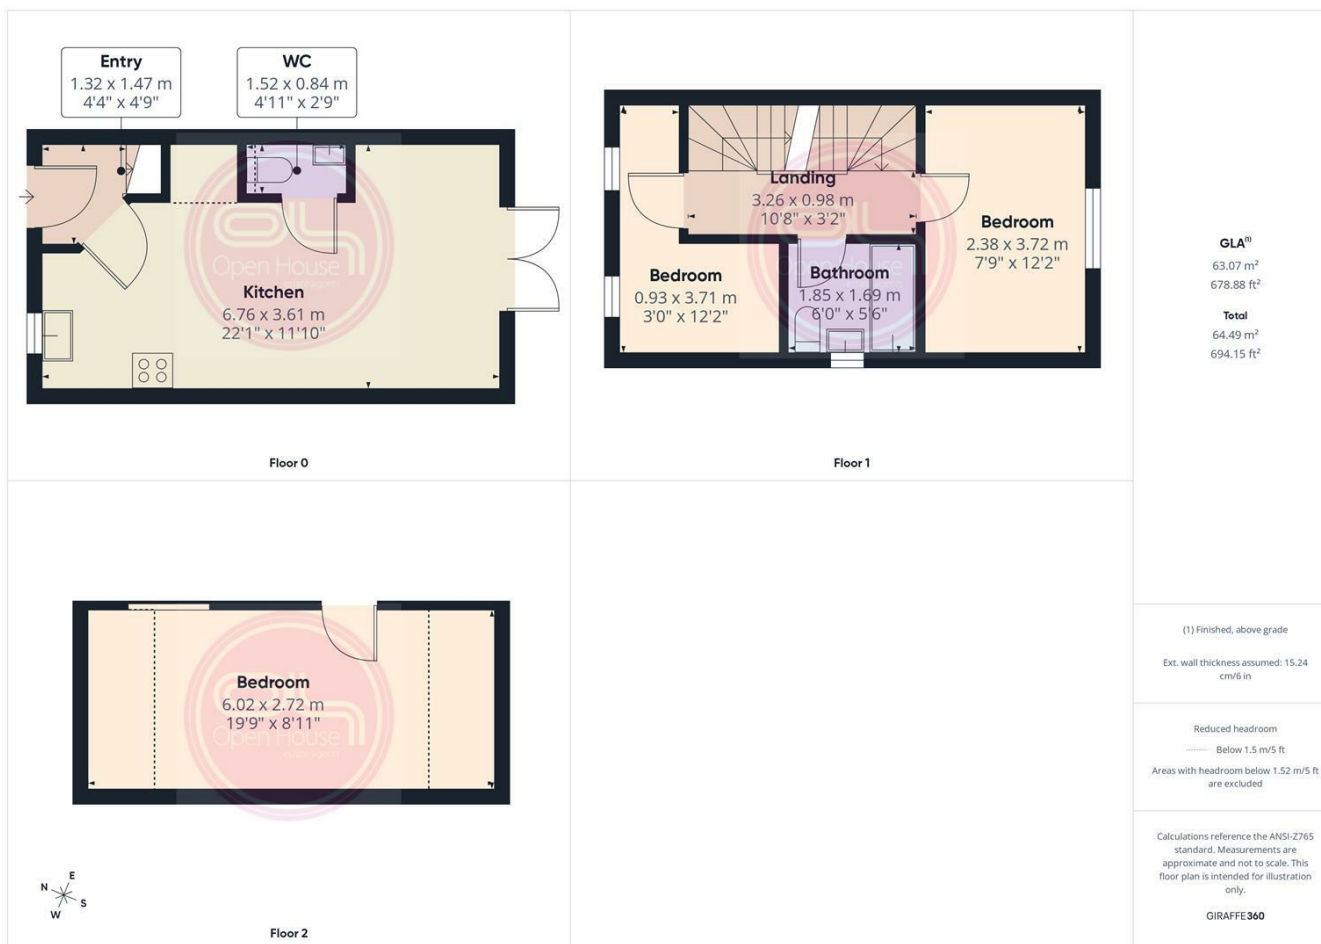 Entry
1.32 x 1.47 m
4'4" x 4'9"
WC
1.52 x 0.84 m
4'11" x 2'9"
Open House
Kitchen
6.76 x 3.61 m
22'1" x 11'10"
Floor 0
Landing
3.26 x 0.98 m
10'8" x 3'2"
Bedroom
2.38 x 3.72 m
7'9" x 12'2"
Open House
Bedroom
0.93 x 3.71 m
3'0" x 12'2"
Bathroom
1.85 x 1.69 m
6'0" x 5'6"
Floor 1
GLA(1)
63.07 m²
678.88 ft²
Total
64.49 m²
694.15 ft²
Bedroom
6.02 x 2.72 m
19'9" x 8'11"
Open House
estate agents
N
E
S
W
Floor 2
(1) Finished, above grade
Ext. wall thickness assumed: 15.24
cm/6 in
Reduced headroom
Below 1.5 m/5 ft
Areas with headroom below 1.52 m/5 ft
are excluded
Calculations reference the ANSI-Z765
standard. Measurements are
approximate and not to scale. This
floor plan is intended for illustration
only.
GIRAFFE360